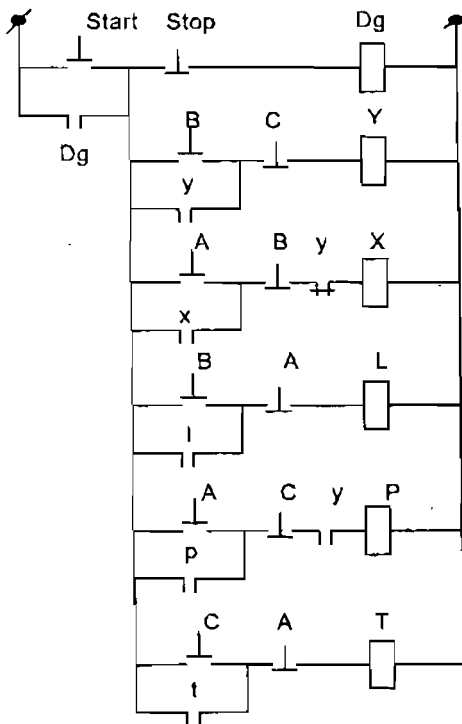 Start Stop Dg
Dg
B C Y
y
A B y X
x
B A L
l
A C y P
p
C A T
t